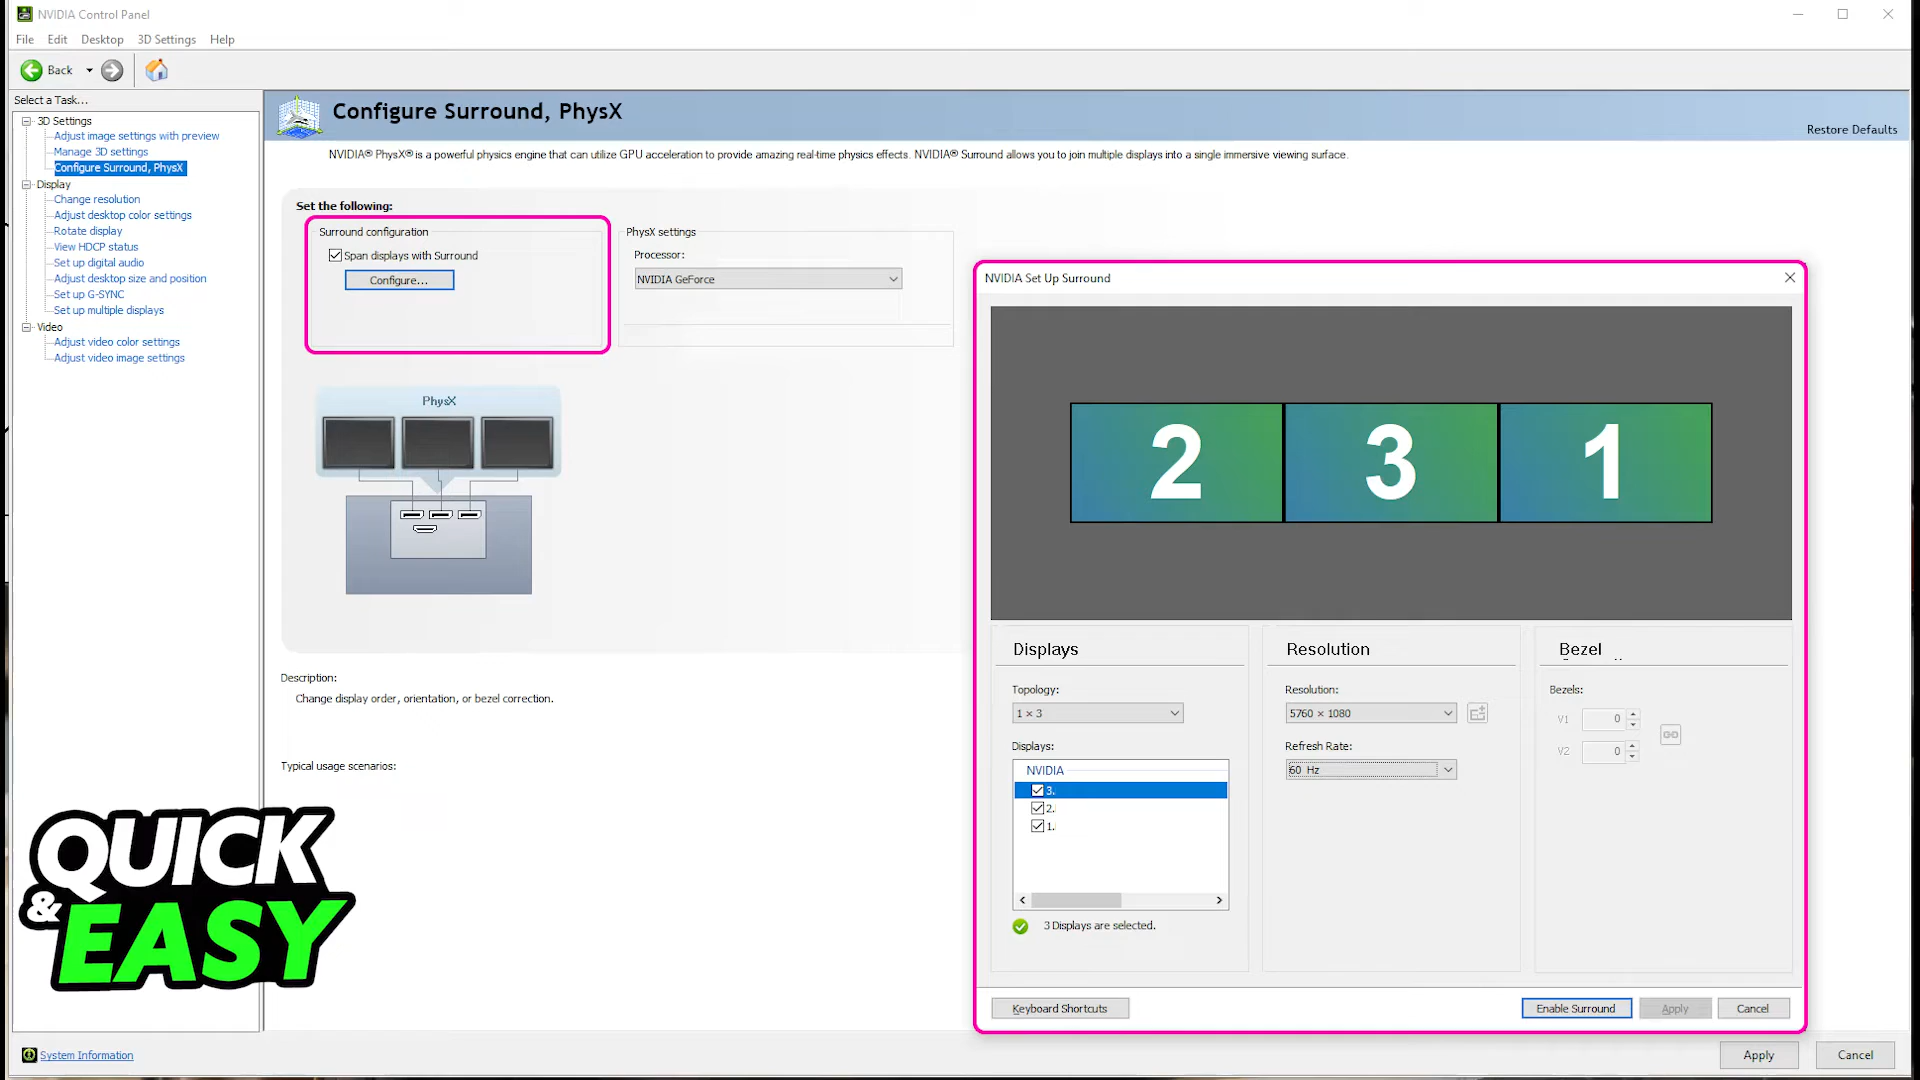 NVIDIA Control Panel
File Edit Desktop 3D Settings Help
Back
Select a Task...
3D Settings
Adjust image settings with preview
Manage 3D settings
Configure Surround, PhysX
Display
Change resolution
Adjust desktop color settings
Rotate display
View HDCP status
Set up digital audio
Adjust desktop size and position
Set up G-SYNC
Set up multiple displays
Video
Adjust video color settings
Adjust video image settings
Configure Surround, PhysX
Restore Defaults
NVIDIA® PhysX® is a powerful physics engine that can utilize GPU acceleration to provide amazing real-time physics effects. NVIDIA® Surround allows you to join multiple displays into a single immersive viewing surface.
Set the following:
Surround configuration
Span displays with Surround
Configure...
PhysX settings
Processor:
NVIDIA GeForce
PhysX
Description:
Change display order, orientation, or bezel correction.
Typical usage scenarios:
NVIDIA Set Up Surround
2 3 1
Displays
Topology:
1 × 3
Displays:
NVIDIA
3.
2.
1.
3 Displays are selected.
Resolution
Resolution:
5760 × 1080
Refresh Rate:
60 Hz
Bezel
Bezels:
V1 0
V2 0
Keyboard Shortcuts
Enable Surround
Apply
Cancel
QUICK
& EASY
System Information
Apply
Cancel